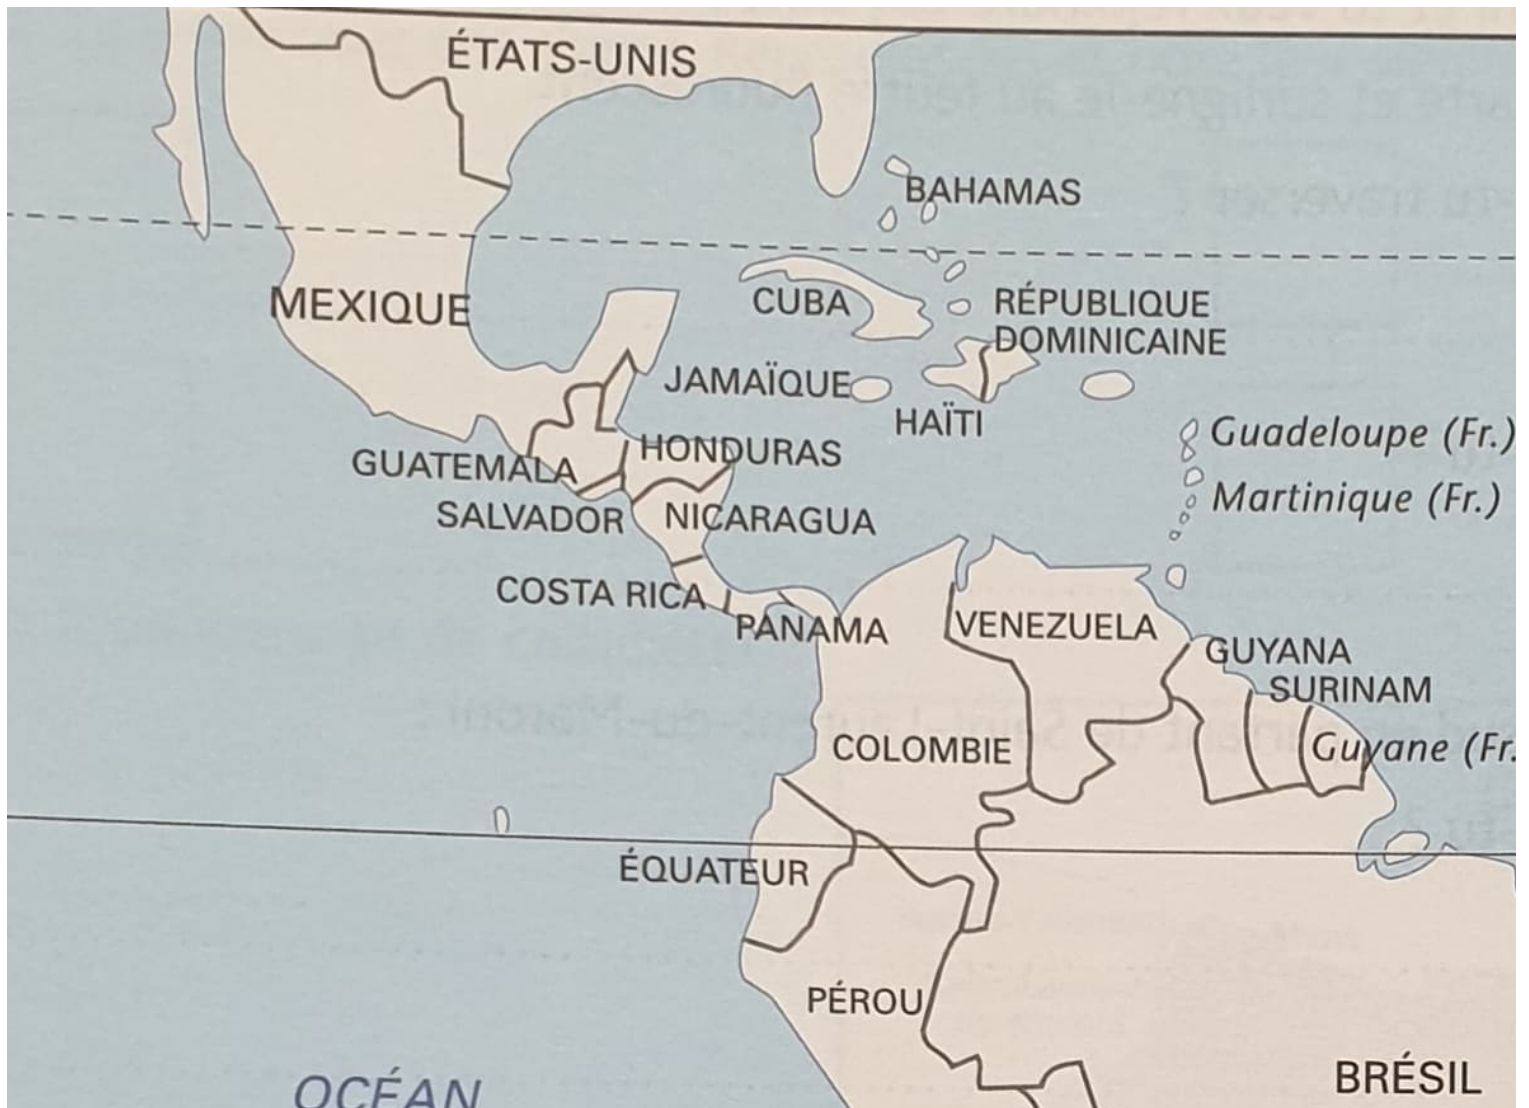 ÉTATS-UNIS
BAHAMAS
MEXIQUE
CUBA
RÉPUBLIQUE
DOMINICAINE
JAMAÏQUE
HAÏTI
Guadeloupe (Fr.)
HONDURAS
GUATEMALA
Martinique (Fr.)
SALVADOR
NICARAGUA
COSTA RICA
PANAMA
VENEZUELA
GUYANA
SURINAM
COLOMBIE
Guyane (Fr.
ÉQUATEUR
PÉROU
BRÉSIL
OCÉAN